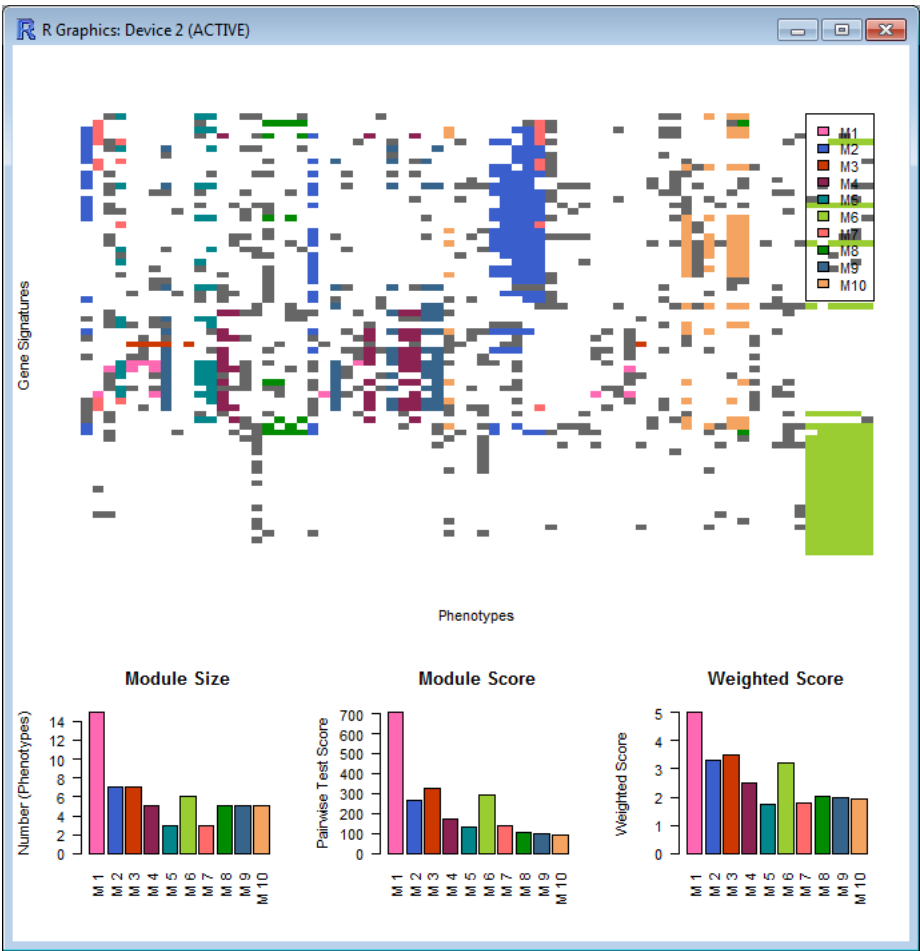 R Graphics: Device 2 (ACTIVE)
Gene Signatures
M1
M2
M3
M4
M5
M6
M7
M8
M9
M10
Phenotypes
Module Size
Number (Phenotypes)
14
12
10
8
6
4
2
0
M 1
M 2
M 3
M 4
M 5
M 6
M 7
M 8
M 9
M 10
Module Score
Pairwise Test Score
700
600
500
400
300
200
100
0
M 1
M 2
M 3
M 4
M 5
M 6
M 7
M 8
M 9
M 10
Weighted Score
Weighted Score
5
4
3
2
1
0
M 1
M 2
M 3
M 4
M 5
M 6
M 7
M 8
M 9
M 10